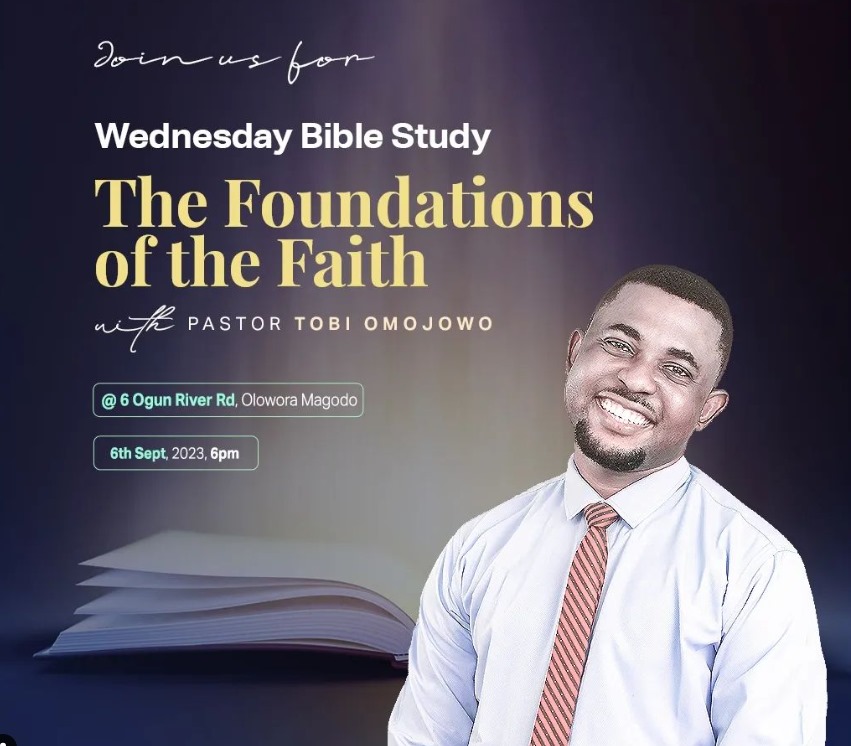 Join us for
Wednesday Bible Study
The Foundations
of the Faith
with PASTOR TOBI OMOJOWO
@ 6 Ogun River Rd, Olowora Magodo
6th Sept, 2023, 6pm